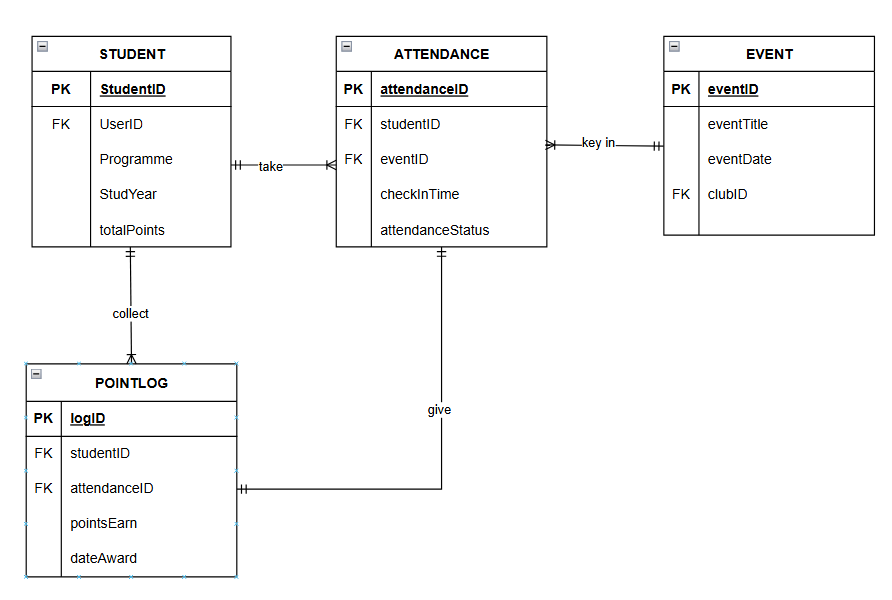 STUDENT
PK StudentID
FK UserID
Programme
StudYear
totalPoints
take
ATTENDANCE
PK attendanceID
FK studentID
FK eventID
checkInTime
attendanceStatus
key in
EVENT
PK eventID
eventTitle
eventDate
FK clubID
collect
give
POINTLOG
PK logID
FK studentID
FK attendanceID
pointsEarn
dateAward